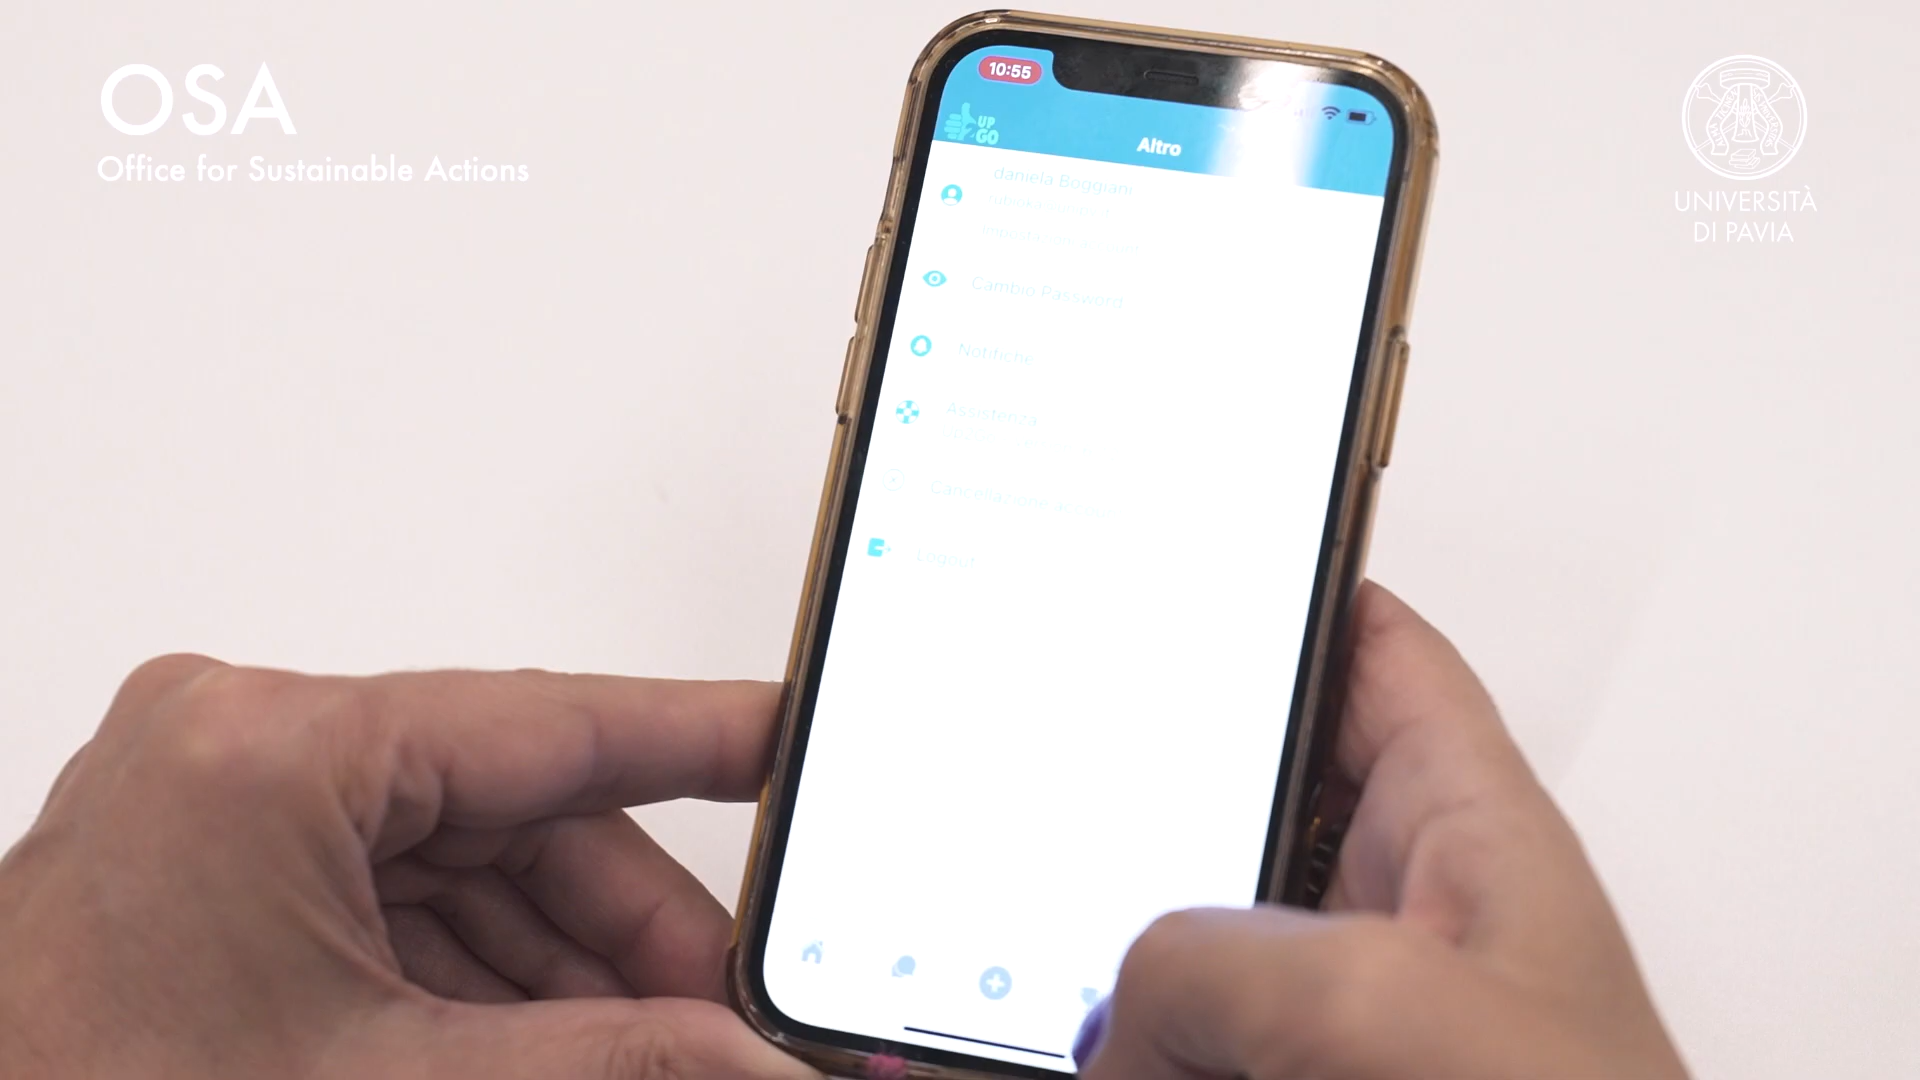 OSA
Office for Sustainable Actions
UNIVERSITÀ
DI PAVIA
10:55
UP
GO
Altro
daniela Boggiani
Cambio Password
Notifiche
Assistenza
Cancellazione
Logout